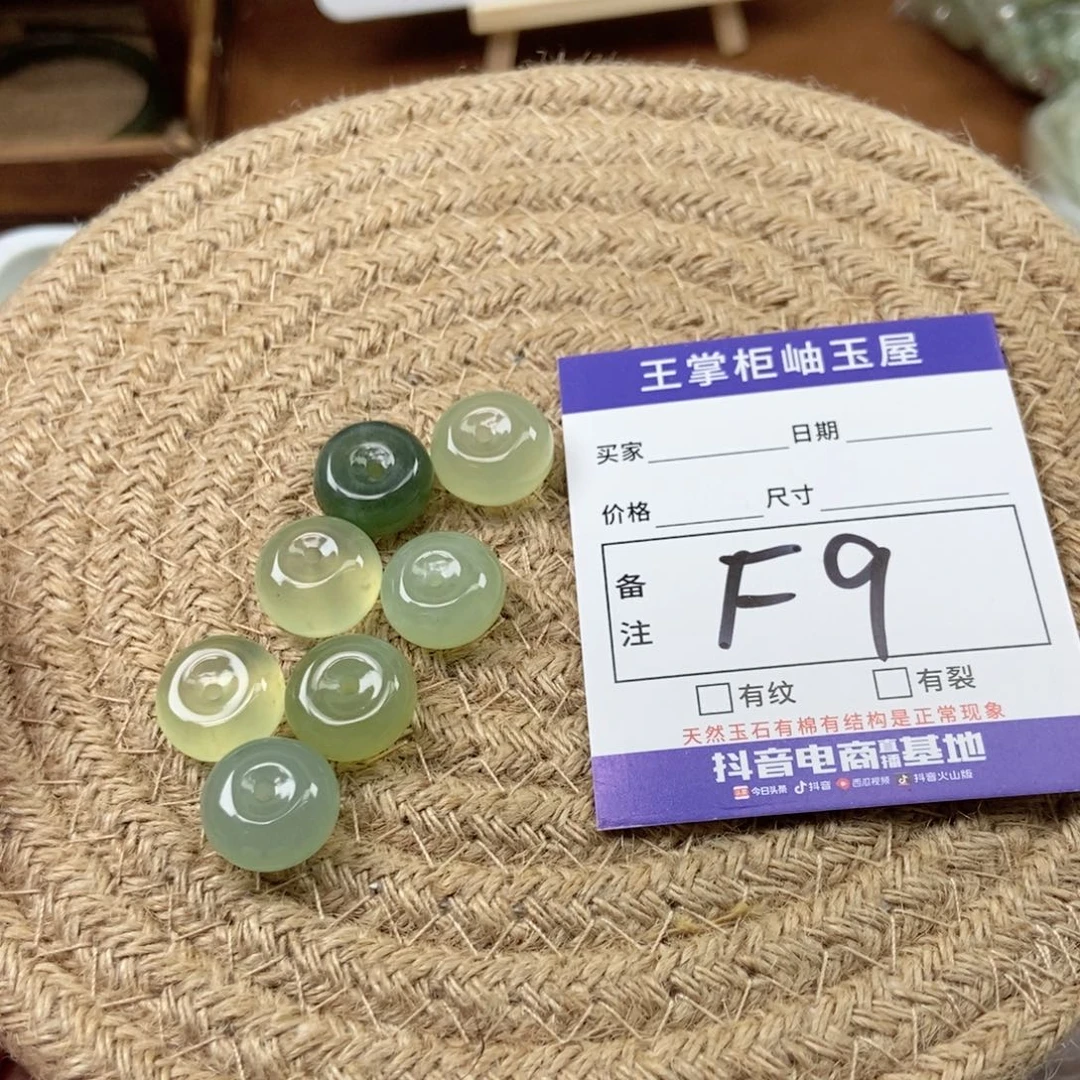 王掌柜岫玉屋
买家 日期
价格 尺寸
备注
F9
有纹 有裂
天然玉石有棉有结构是正常现象
抖音电商直播基地
今日头条 抖音 西瓜视频 抖音火山版